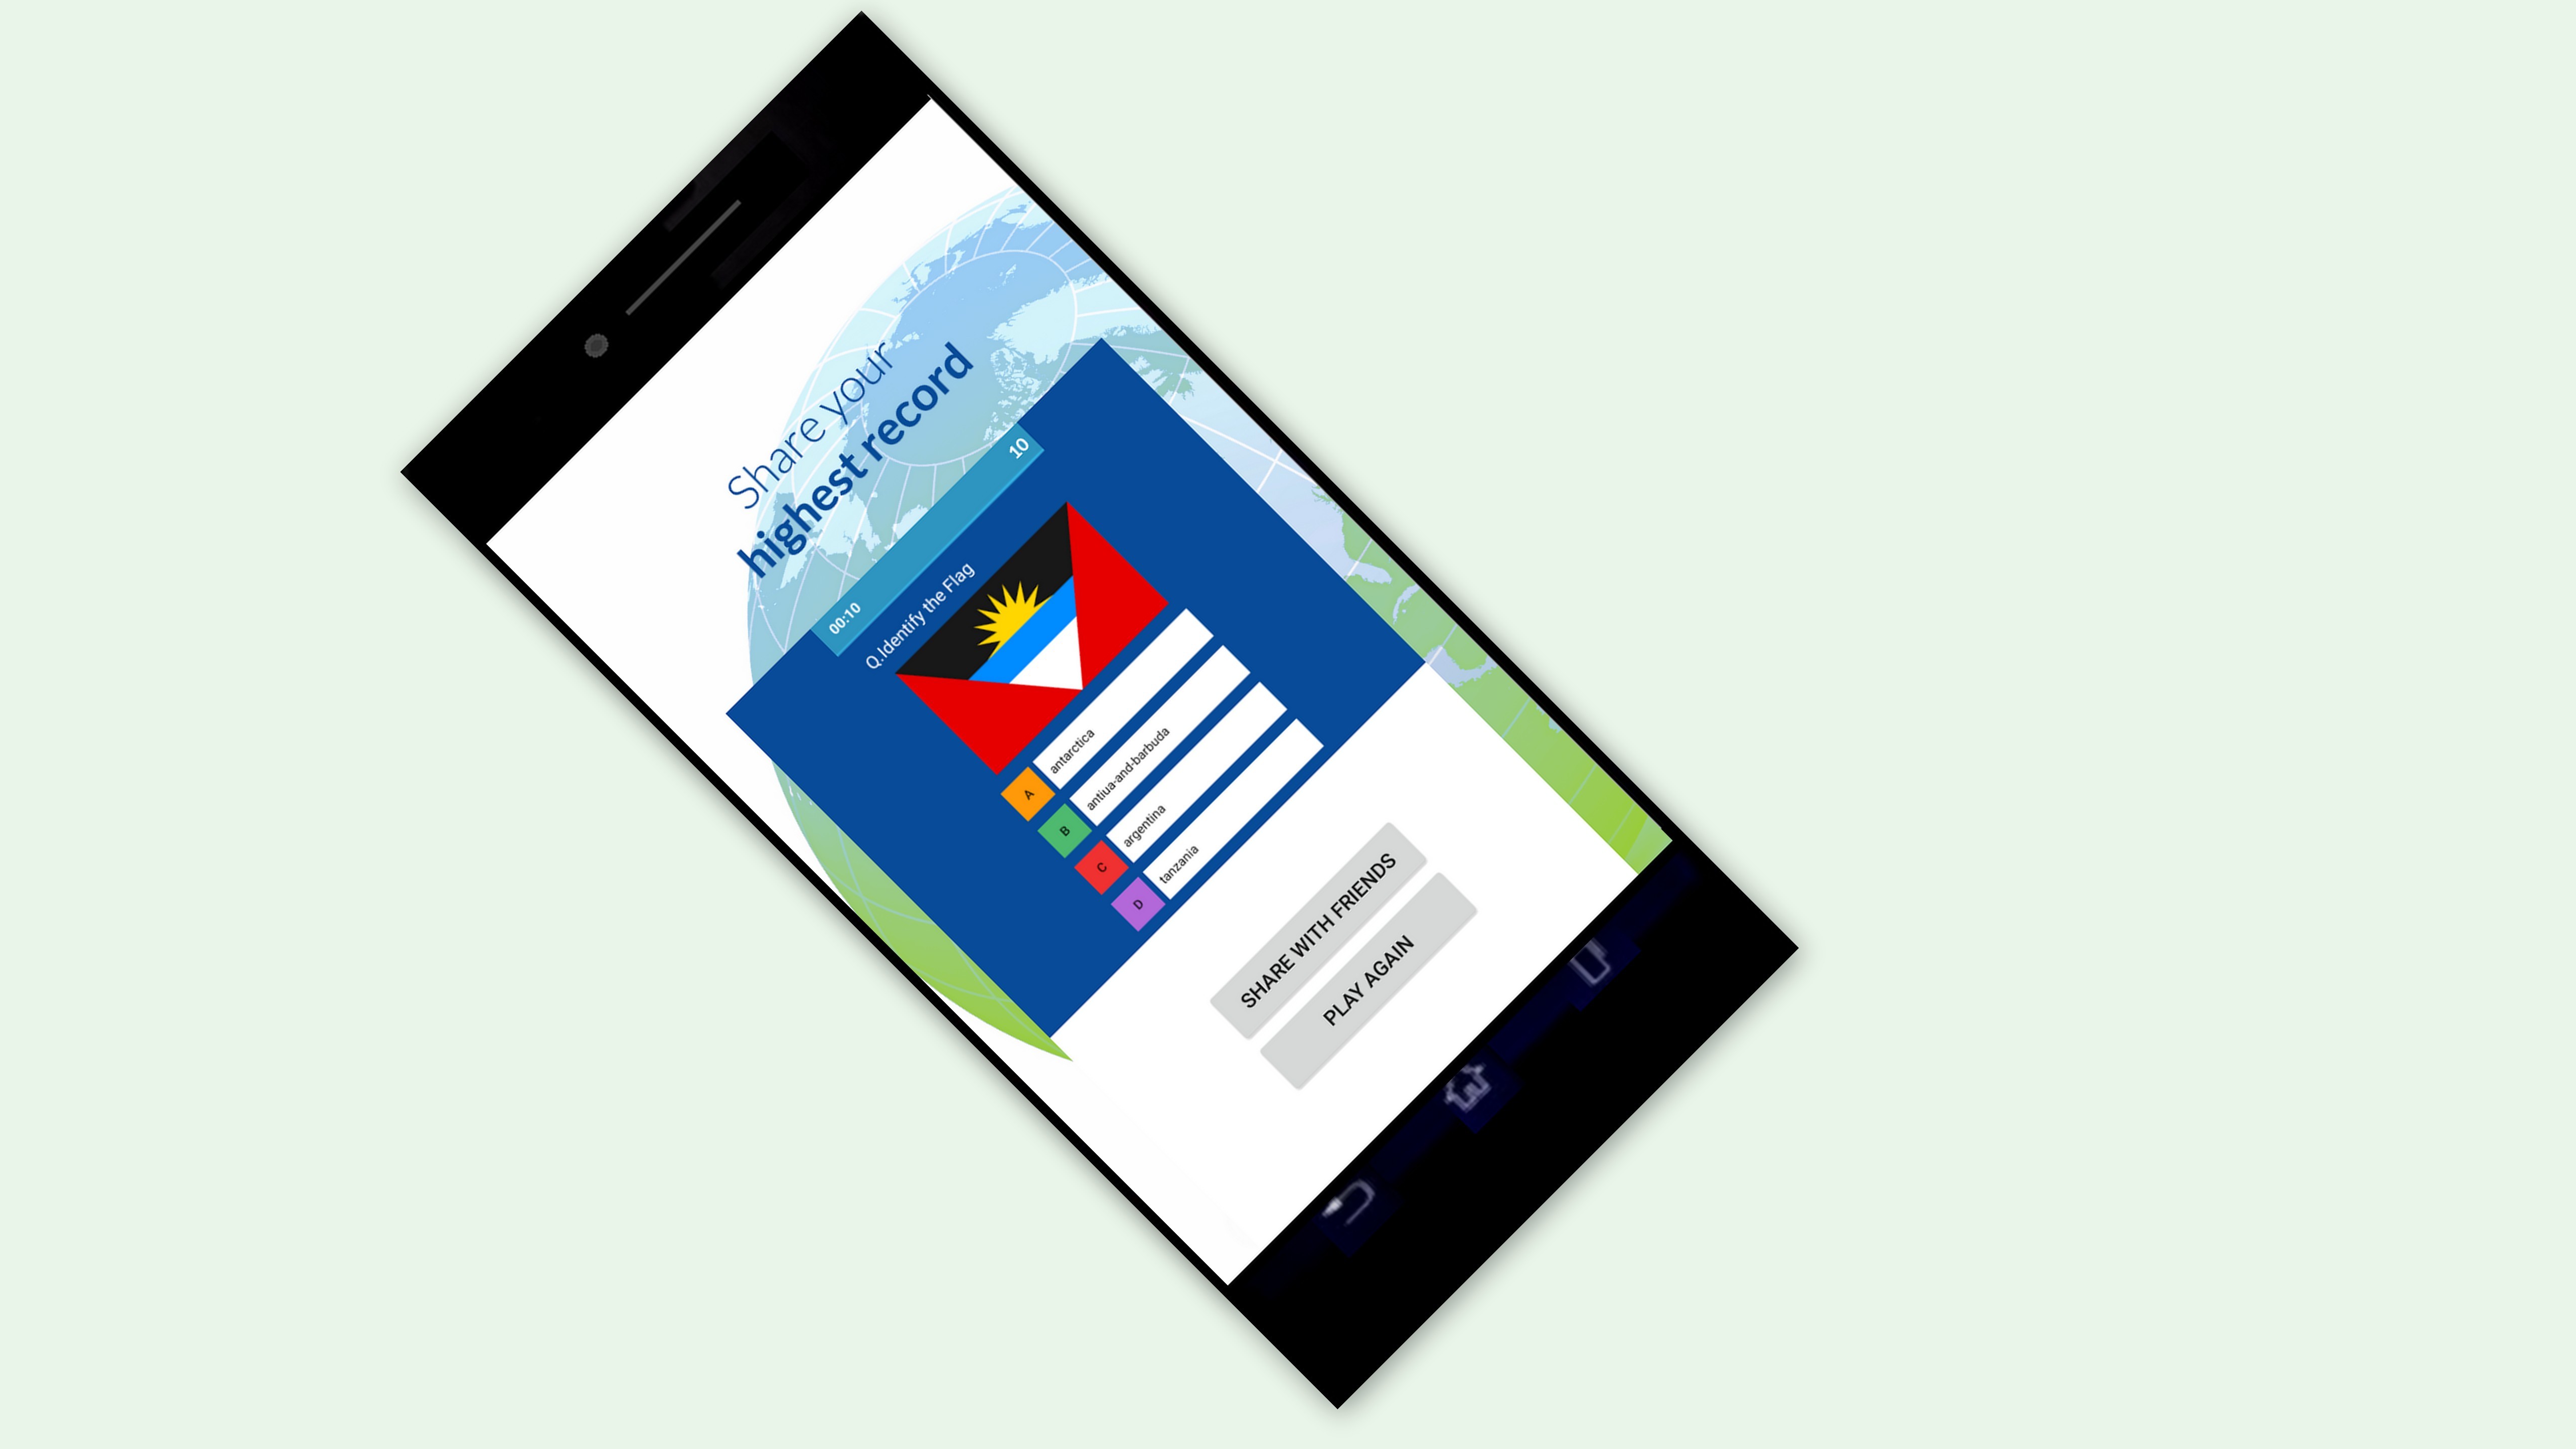 Share your
highest record
00:10 10
Q.Identify the Flag
A antarctica
B antiua-and-barbuda
C argentina
D tanzania
SHARE WITH FRIENDS
PLAY AGAIN